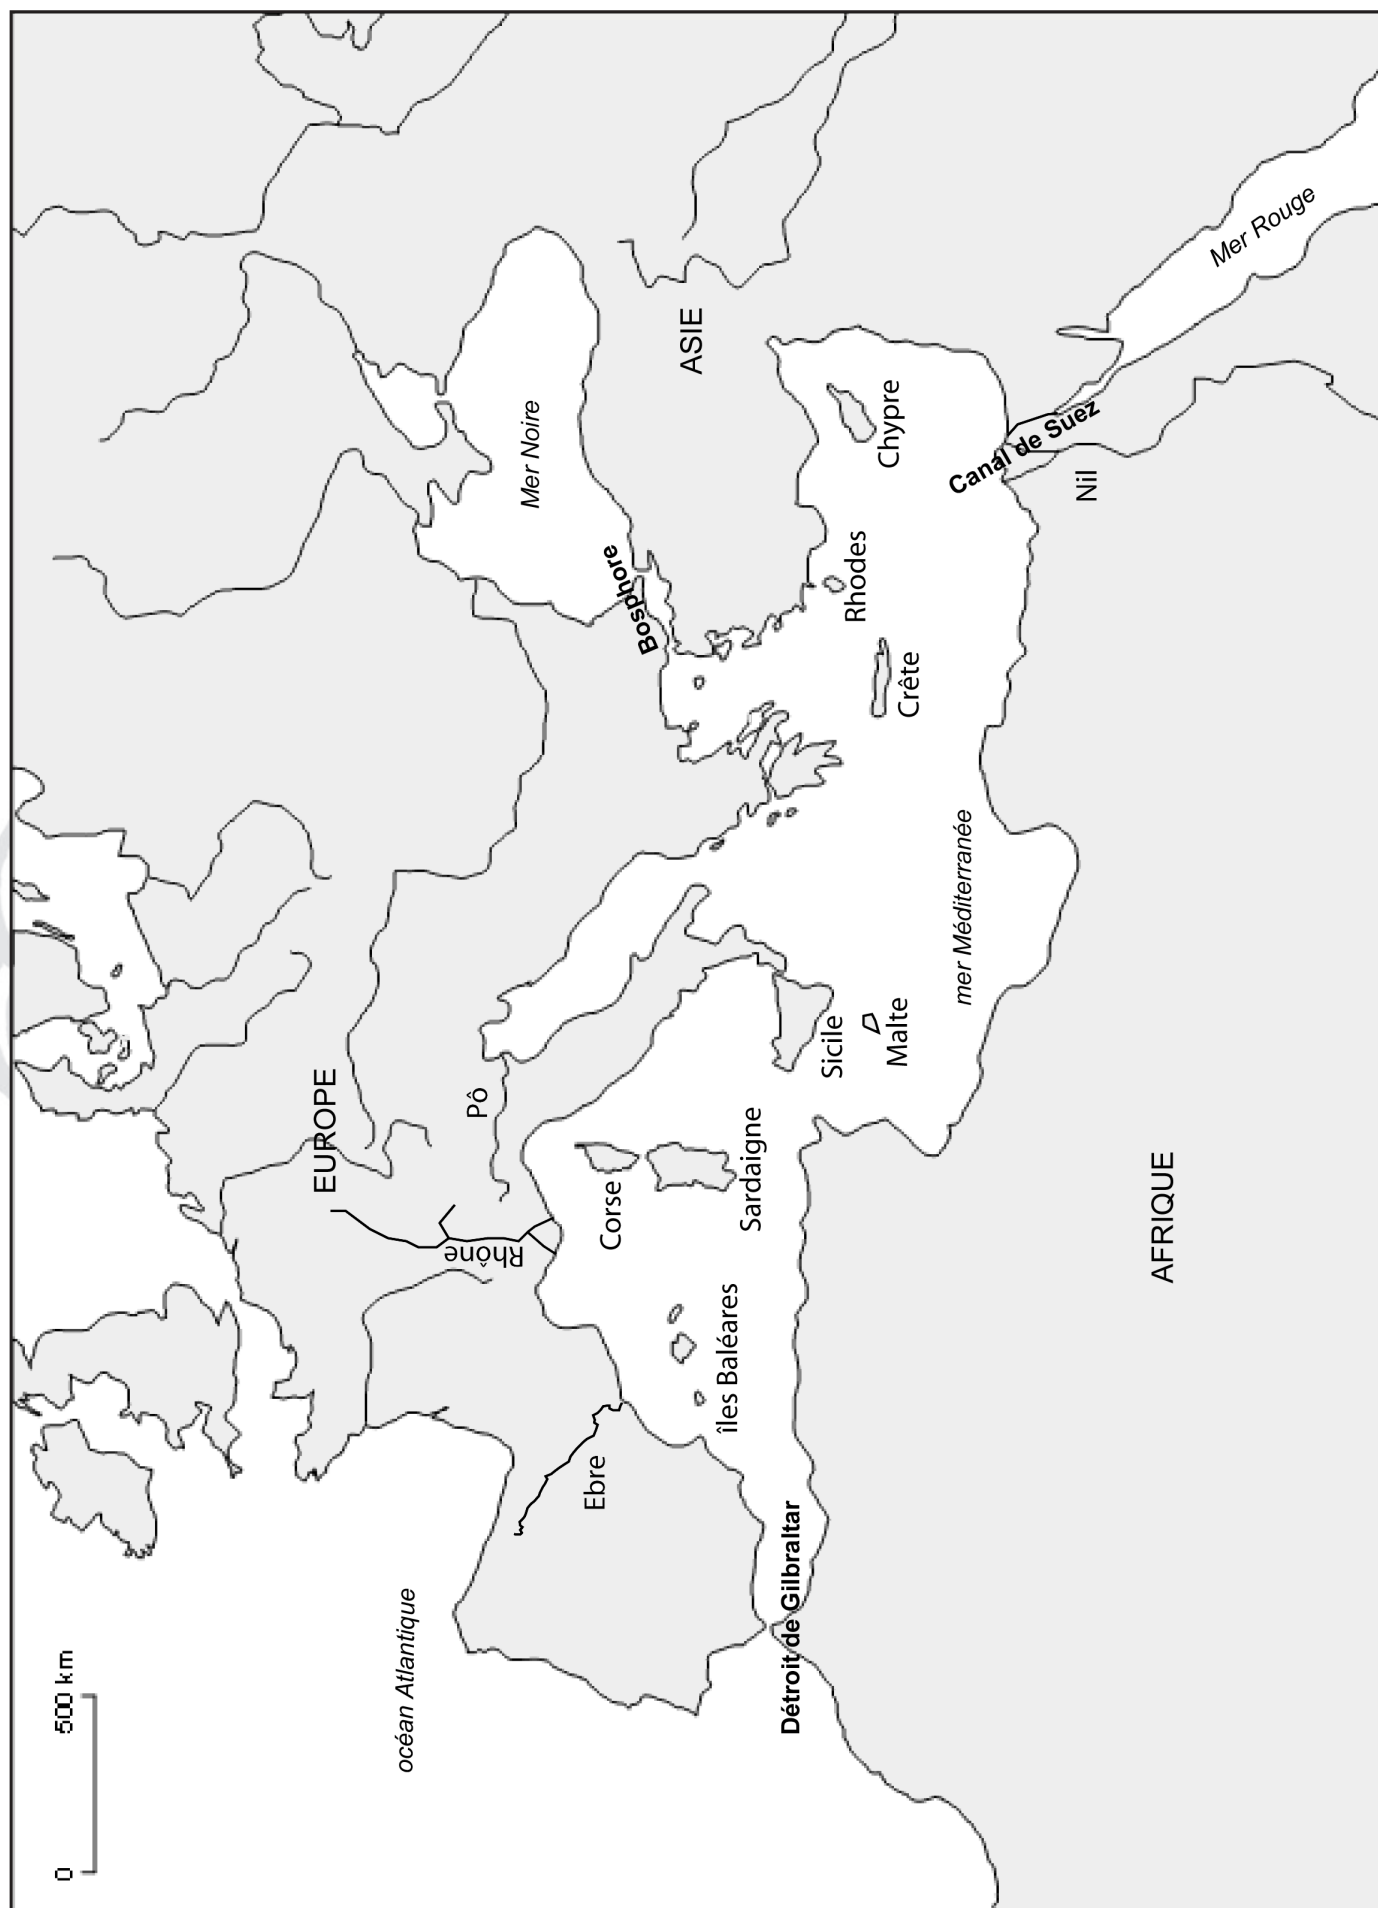 0
500 km
océan Atlantique
EUROPE
ASIE
AFRIQUE
Mer Noire
Bosphore
Mer Rouge
Canal de Suez
Nil
Chypre
Rhodes
Crête
mer Méditerranée
Malte
Sicile
Pô
Rhône
Corse
Sardaigne
îles Baléares
Ebre
Détroit de Gilbraltar